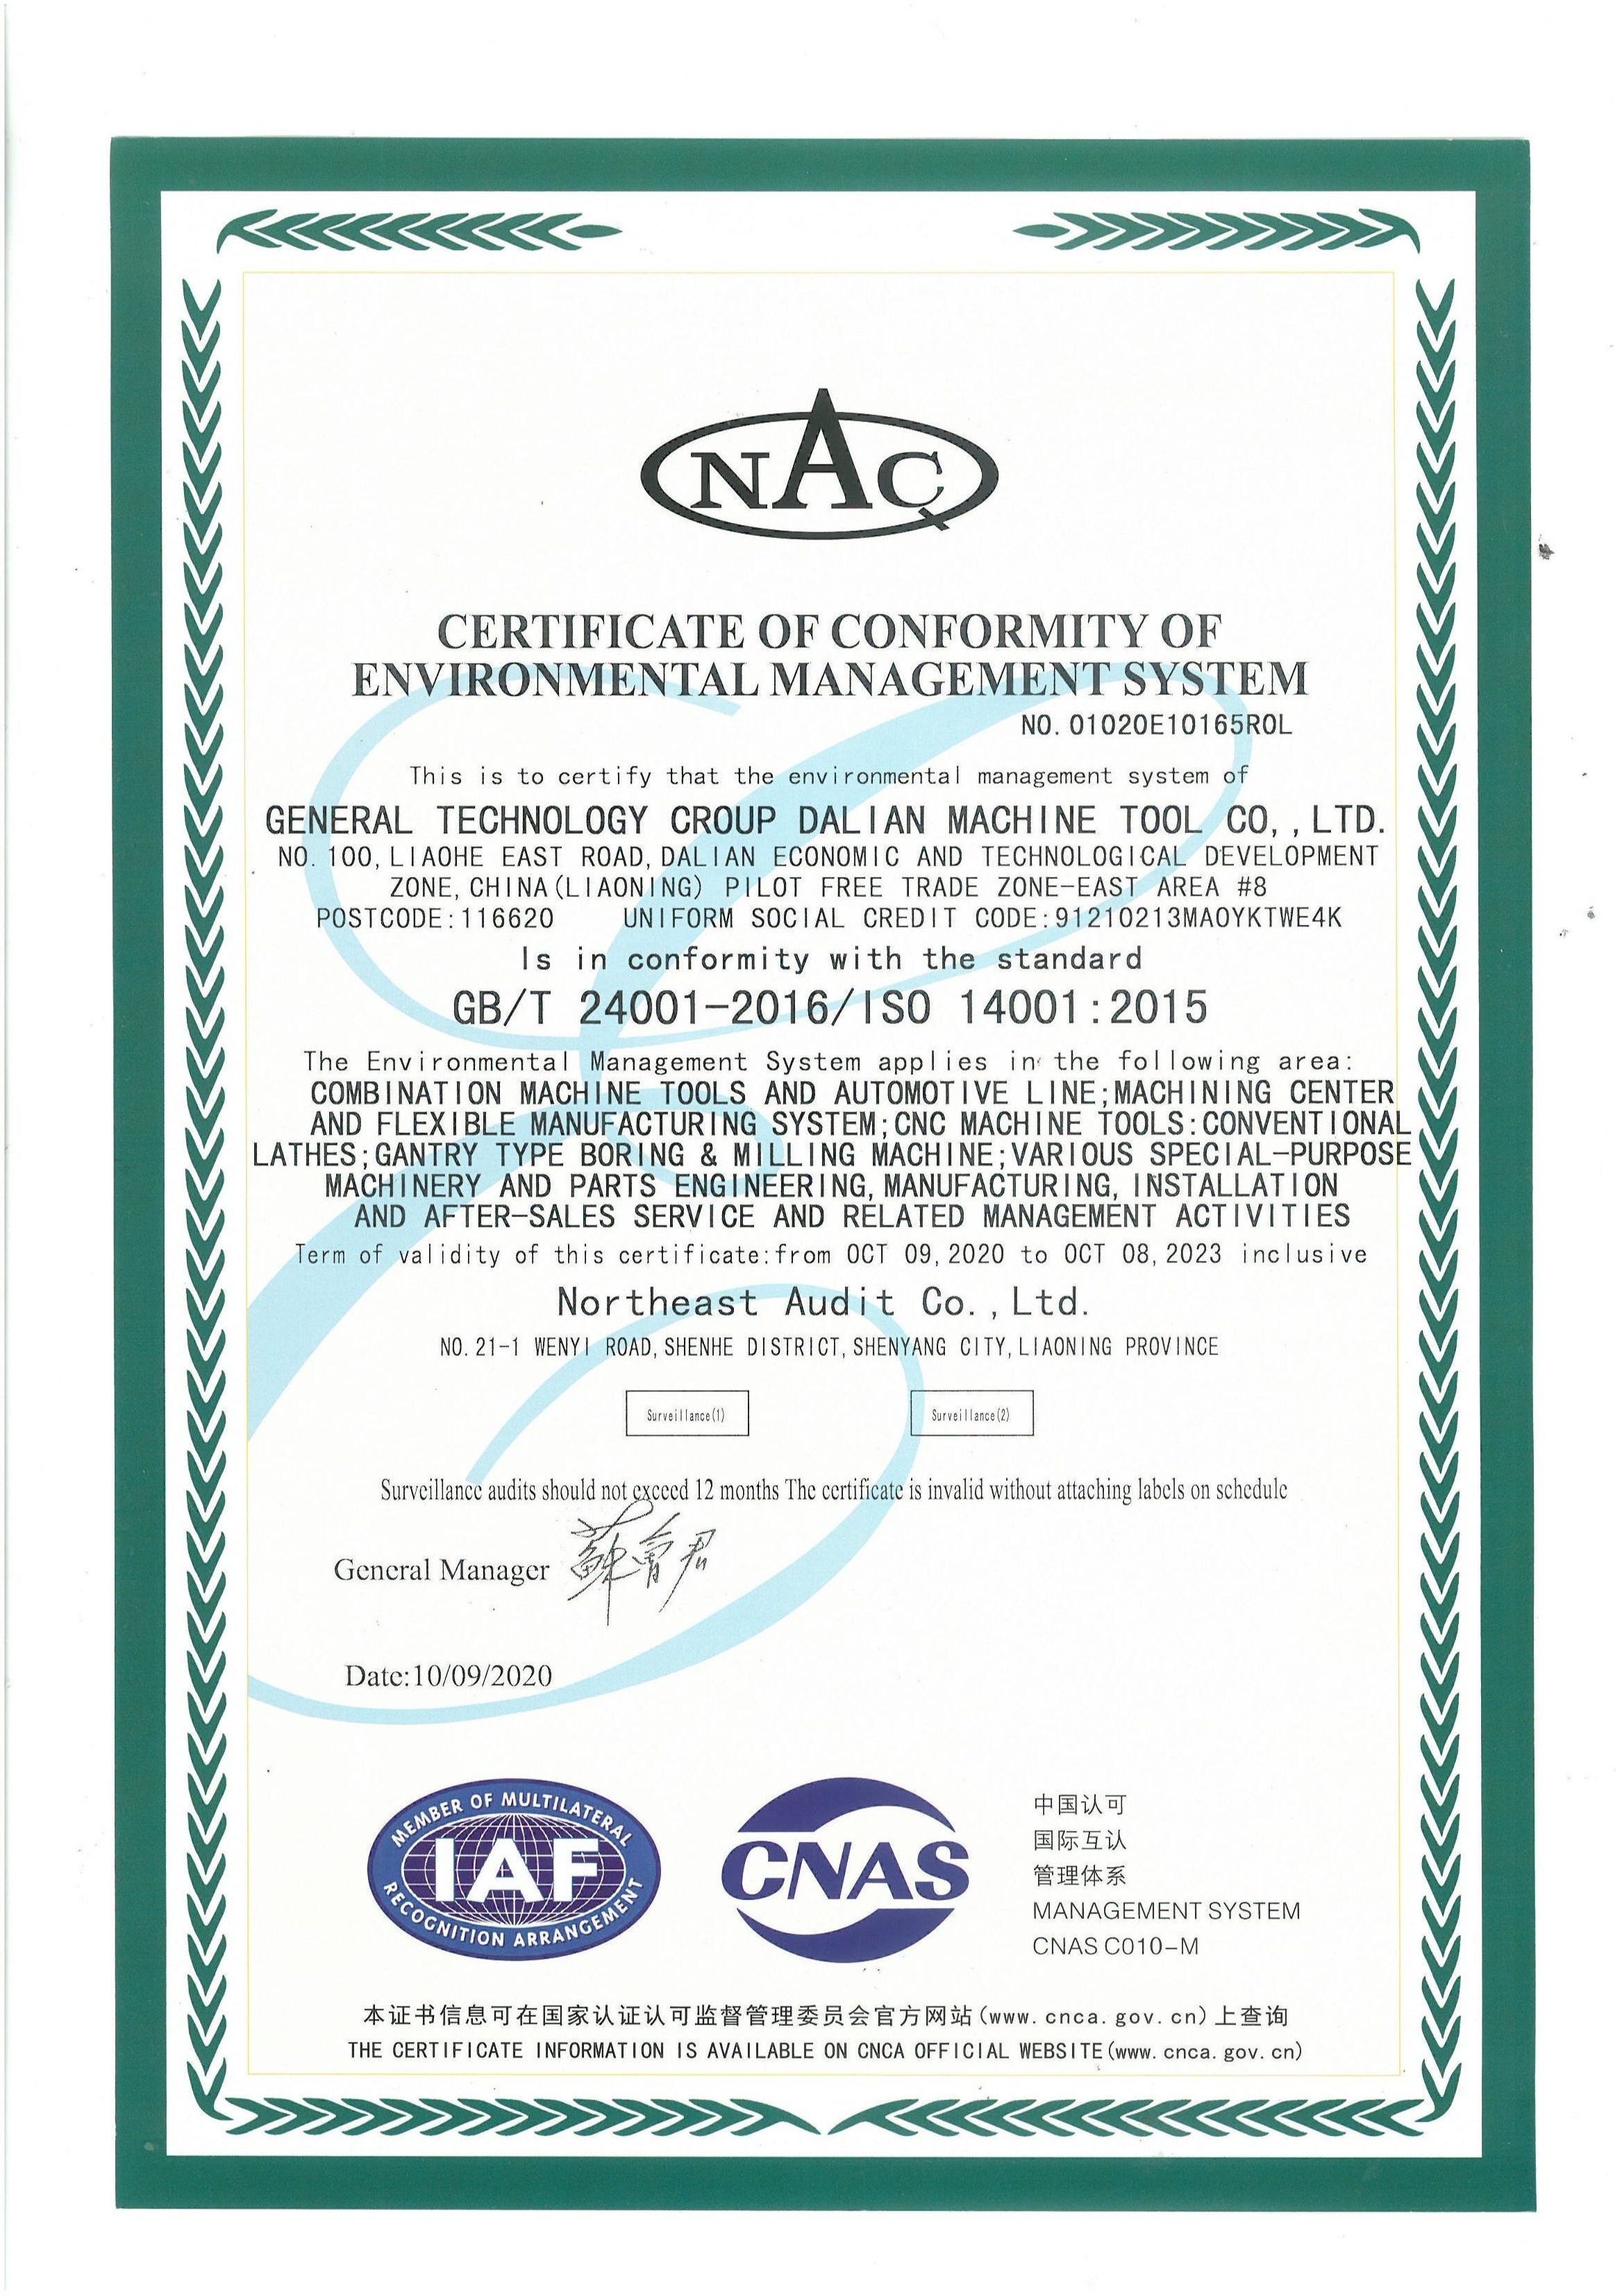 NAQ
CERTIFICATE OF CONFORMITY OF
ENVIRONMENTAL MANAGEMENT SYSTEM
NO. 01020E10165R0L
This is to certify that the environmental management system of
GENERAL TECHNOLOGY CROUP DALIAN MACHINE TOOL CO,,LTD.
NO. 100, LIAOHE EAST ROAD, DALIAN ECONOMIC AND TECHNOLOGICAL DEVELOPMENT
ZONE, CHINA(LIAONING) PILOT FREE TRADE ZONE-EAST AREA #8
POSTCODE:116620 UNIFORM SOCIAL CREDIT CODE:91210213MA0YKTWE4K
Is in conformity with the standard
GB/T 24001-2016/ISO 14001:2015
The Environmental Management System applies in the following area:
COMBINATION MACHINE TOOLS AND AUTOMOTIVE LINE;MACHINING CENTER
AND FLEXIBLE MANUFACTURING SYSTEM;CNC MACHINE TOOLS:CONVENTIONAL
LATHES;GANTRY TYPE BORING & MILLING MACHINE;VARIOUS SPECIAL-PURPOSE
MACHINERY AND PARTS ENGINEERING, MANUFACTURING, INSTALLATION
AND AFTER-SALES SERVICE AND RELATED MANAGEMENT ACTIVITIES
Term of validity of this certificate:from OCT 09, 2020 to OCT 08, 2023 inclusive
Northeast Audit Co., Ltd.
NO. 21-1 WENYI ROAD, SHENHE DISTRICT, SHENYANG CITY, LIAONING PROVINCE
Surveillance(1) Surveillance(2)
Surveillance audits should not exceed 12 months The certificate is invalid without attaching labels on schedule
General Manager
Date:10/09/2020
MEMBER OF MULTILATERAL
IAF
RECOGNITION ARRANGEMENT
CNAS
中国认可
国际互认
管理体系
MANAGEMENT SYSTEM
CNAS C010-M
本证书信息可在国家认证认可监督管理委员会官方网站(www.cnca.gov.cn)上查询
THE CERTIFICATE INFORMATION IS AVAILABLE ON CNCA OFFICIAL WEBSITE(www.cnca.gov.cn)